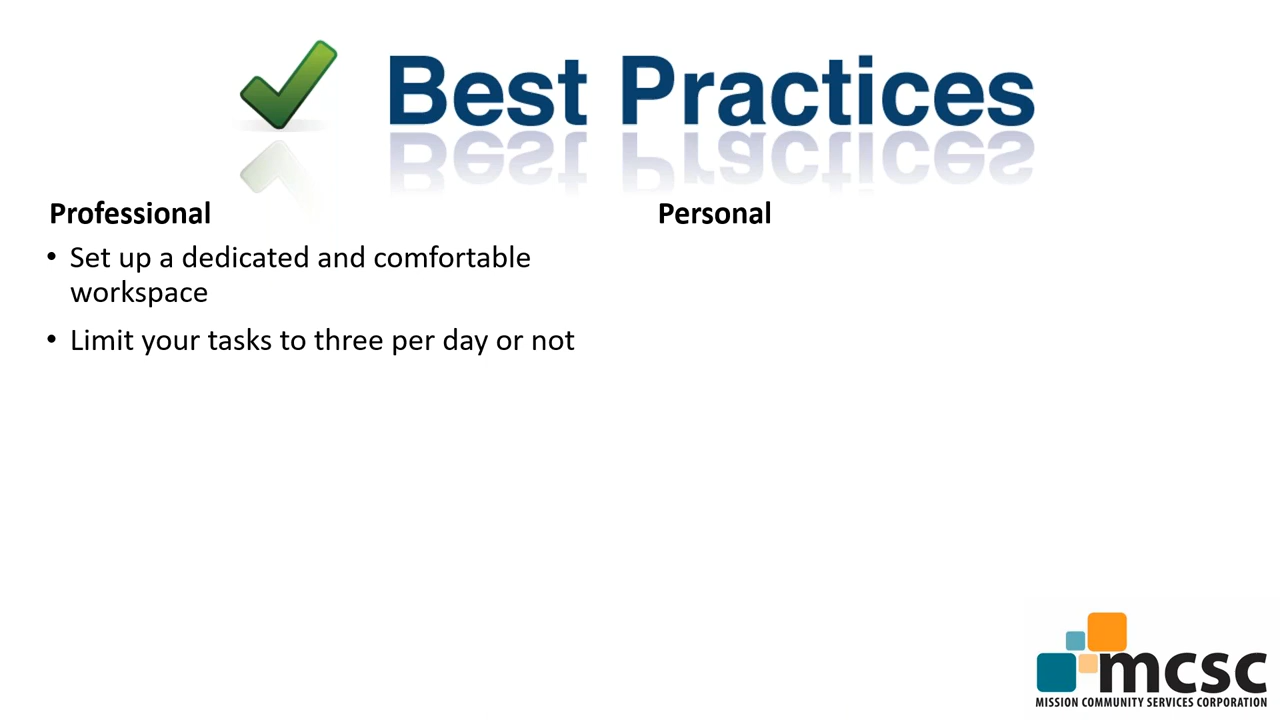 Best Practices
Professional
• Set up a dedicated and comfortable
workspace
• Limit your tasks to three per day or not
Personal
mcsc
MISSION COMMUNITY SERVICES CORPORATION